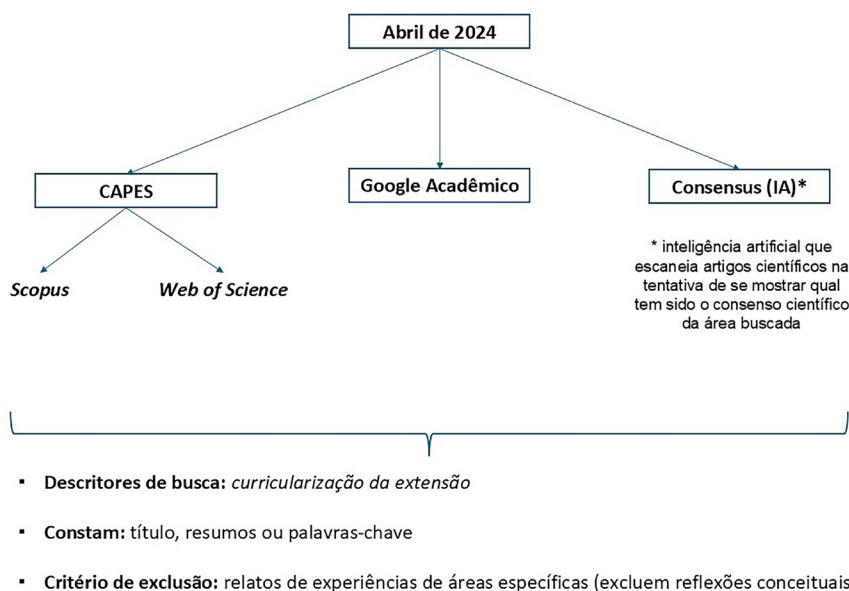 Abril de 2024
CAPES
Google Acadêmico
Consensus (IA)*
Scopus
Web of Science
* inteligência artificial que
escaneia artigos científicos na
tentativa de se mostrar qual
tem sido o consenso científico
da área buscada
▪ Descritores de busca: curricularização da extensão
▪ Constam: título, resumos ou palavras-chave
▪ Critério de exclusão: relatos de experiências de áreas específicas (excluem reflexões conceituais